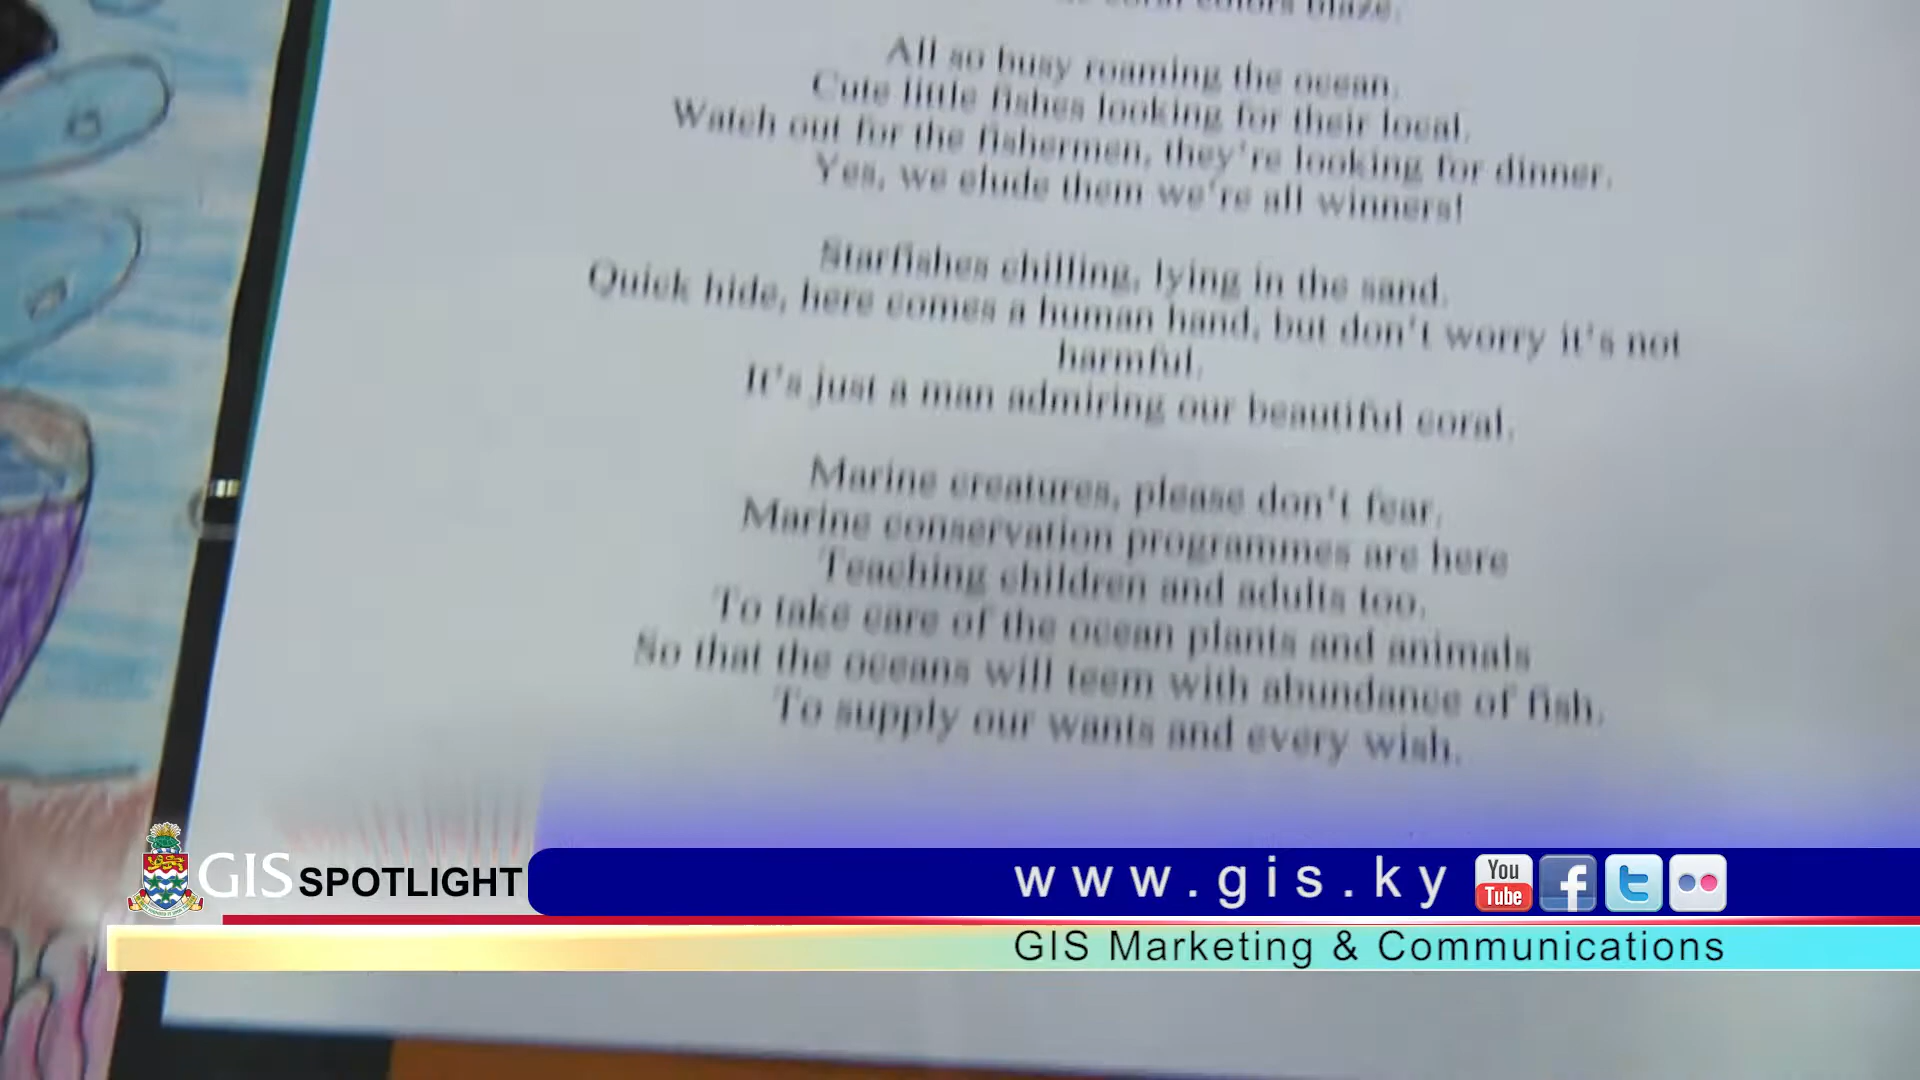 coral colors blaze.
All so busy roaming the ocean.
Cute little fishes looking for their local.
Watch out for the fishermen, they're looking for dinner.
Yes, we elude them we're all winners!
Starfishes chilling, lying in the sand.
Quick hide, here comes a human hand, but don't worry it's not
harmful.
It's just a man admiring our beautiful coral.
Marine creatures, please don't fear.
Marine conservation programmes are here
Teaching children and adults too.
To take care of the ocean plants and animals
So that the oceans will teem with abundance of fish.
To supply our wants and every wish.
GIS SPOTLIGHT
www.gis.ky
You Tube
GIS Marketing & Communications